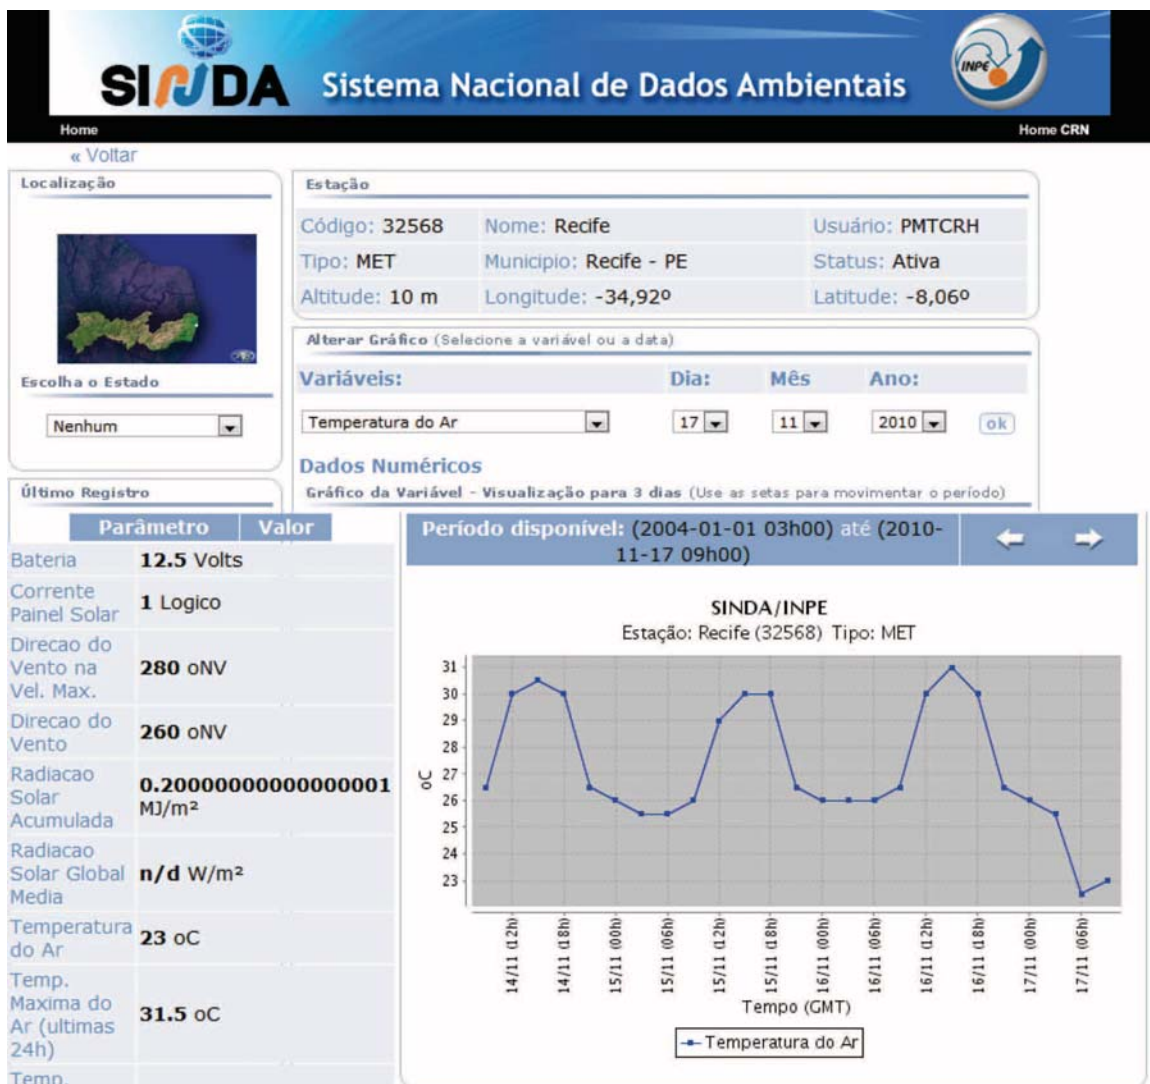 SINDA Sistema Nacional de Dados Ambientais
INPE
Home
Home CRN
« Voltar
Localização
Escolha o Estado
Nenhum
Estação
Código: 32568 Nome: Recife Usuário: PMTCRH
Tipo: MET Municipio: Recife - PE Status: Ativa
Altitude: 10 m Longitude: -34,92º Latitude: -8,06º
Alterar Gráfico (Selecione a variável ou a data)
Variáveis: Dia: Mês Ano:
Temperatura do Ar 17 11 2010 ok
Dados Numéricos
Gráfico da Variável - Visualização para 3 dias (Use as setas para movimentar o período)
Último Registro
Parâmetro Valor
Bateria 12.5 Volts
Corrente
Painel Solar 1 Logico
Direcao do
Vento na
Vel. Max. 280 oNV
Direcao do
Vento 260 oNV
Radiacao
Solar
Acumulada 0.20000000000000001
MJ/m²
Radiacao
Solar Global
Media n/d W/m²
Temperatura
do Ar 23 oC
Temp.
Maxima do
Ar (ultimas
24h) 31.5 oC
Temp.
Período disponível: (2004-01-01 03h00) até (2010-
11-17 09h00)
SINDA/INPE
Estação: Recife (32568) Tipo: MET
31
30
29
28
27
26
25
24
23
oC
14/11 (12h)
14/11 (18h)
15/11 (00h)
15/11 (06h)
15/11 (12h)
15/11 (18h)
16/11 (00h)
16/11 (06h)
16/11 (12h)
16/11 (18h)
17/11 (00h)
17/11 (06h)
Tempo (GMT)
Temperatura do Ar